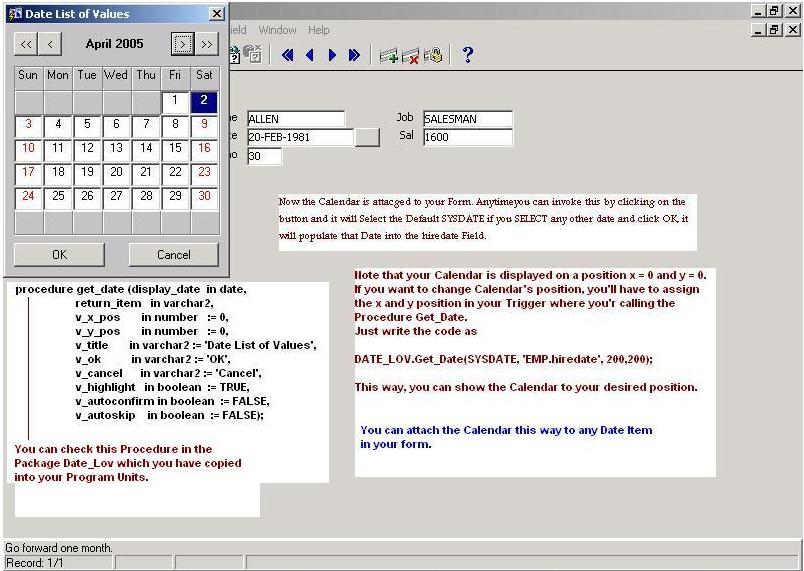 Date List of Values
ield Window Help
<< < April 2005 > >>
Sun Mon Tue Wed Thu Fri Sat
1 2
3 4 5 6 7 8 9
10 11 12 13 14 15 16
17 18 19 20 21 22 23
24 25 26 27 28 29 30
OK Cancel
e ALLEN Job SALESMAN
te 20-FEB-1981 Sal 1600
no 30
Now the Calendar is attacged to your Form. Anytimeyou can invoke this by clicking on the
button and it will Select the Default SYSDATE if you SELECT any other date and click OK, it
will populate that Date into the hiredate Field.
procedure get_date (display_date in date,
return_item in varchar2,
v_x_pos in number := 0,
v_y_pos in number := 0,
v_title in varchar2 := 'Date List of Values',
v_ok in varchar2 := 'OK',
v_cancel in varchar2 := 'Cancel',
v_highlight in boolean := TRUE,
v_autoconfirm in boolean := FALSE,
v_autoskip in boolean := FALSE);
You can check this Procedure in the
Package Date_Lov which you have copied
into your Program Units.
Note that your Calendar is displayed on a position x = 0 and y = 0.
If you want to change Calendar's position, you'll have to assign
the x and y position in your Trigger where you'r calling the
Procedure Get_Date.
Just write the code as
DATE_LOV.Get_Date(SYSDATE, 'EMP.hiredate', 200,200);
This way, you can show the Calendar to your desired position.
You can attach the Calendar this way to any Date Item
in your form.
Go forward one month.
Record: 1/1